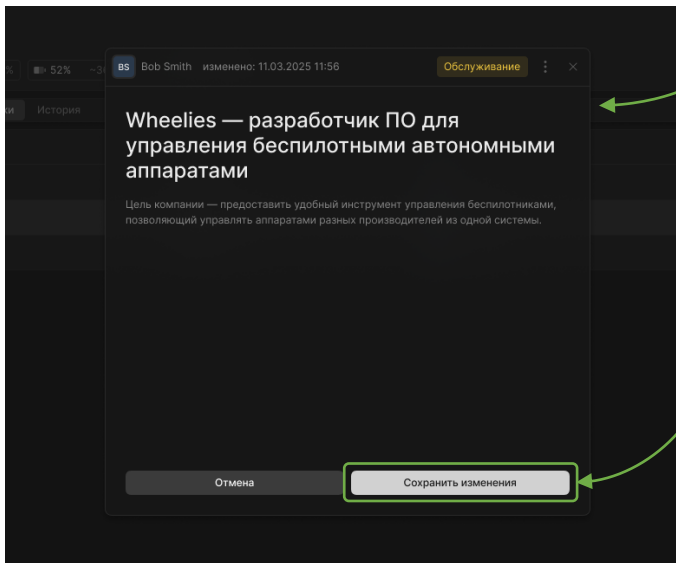 52%
BS Bob Smith изменено: 11.03.2025 11:56 Обслуживание
История
Wheelies — разработчик ПО для
управления беспилотными автономными
аппаратами
Цель компании — предоставить удобный инструмент управления беспилотниками,
позволяющий управлять аппаратами разных производителей из одной системы.
Отмена Сохранить изменения